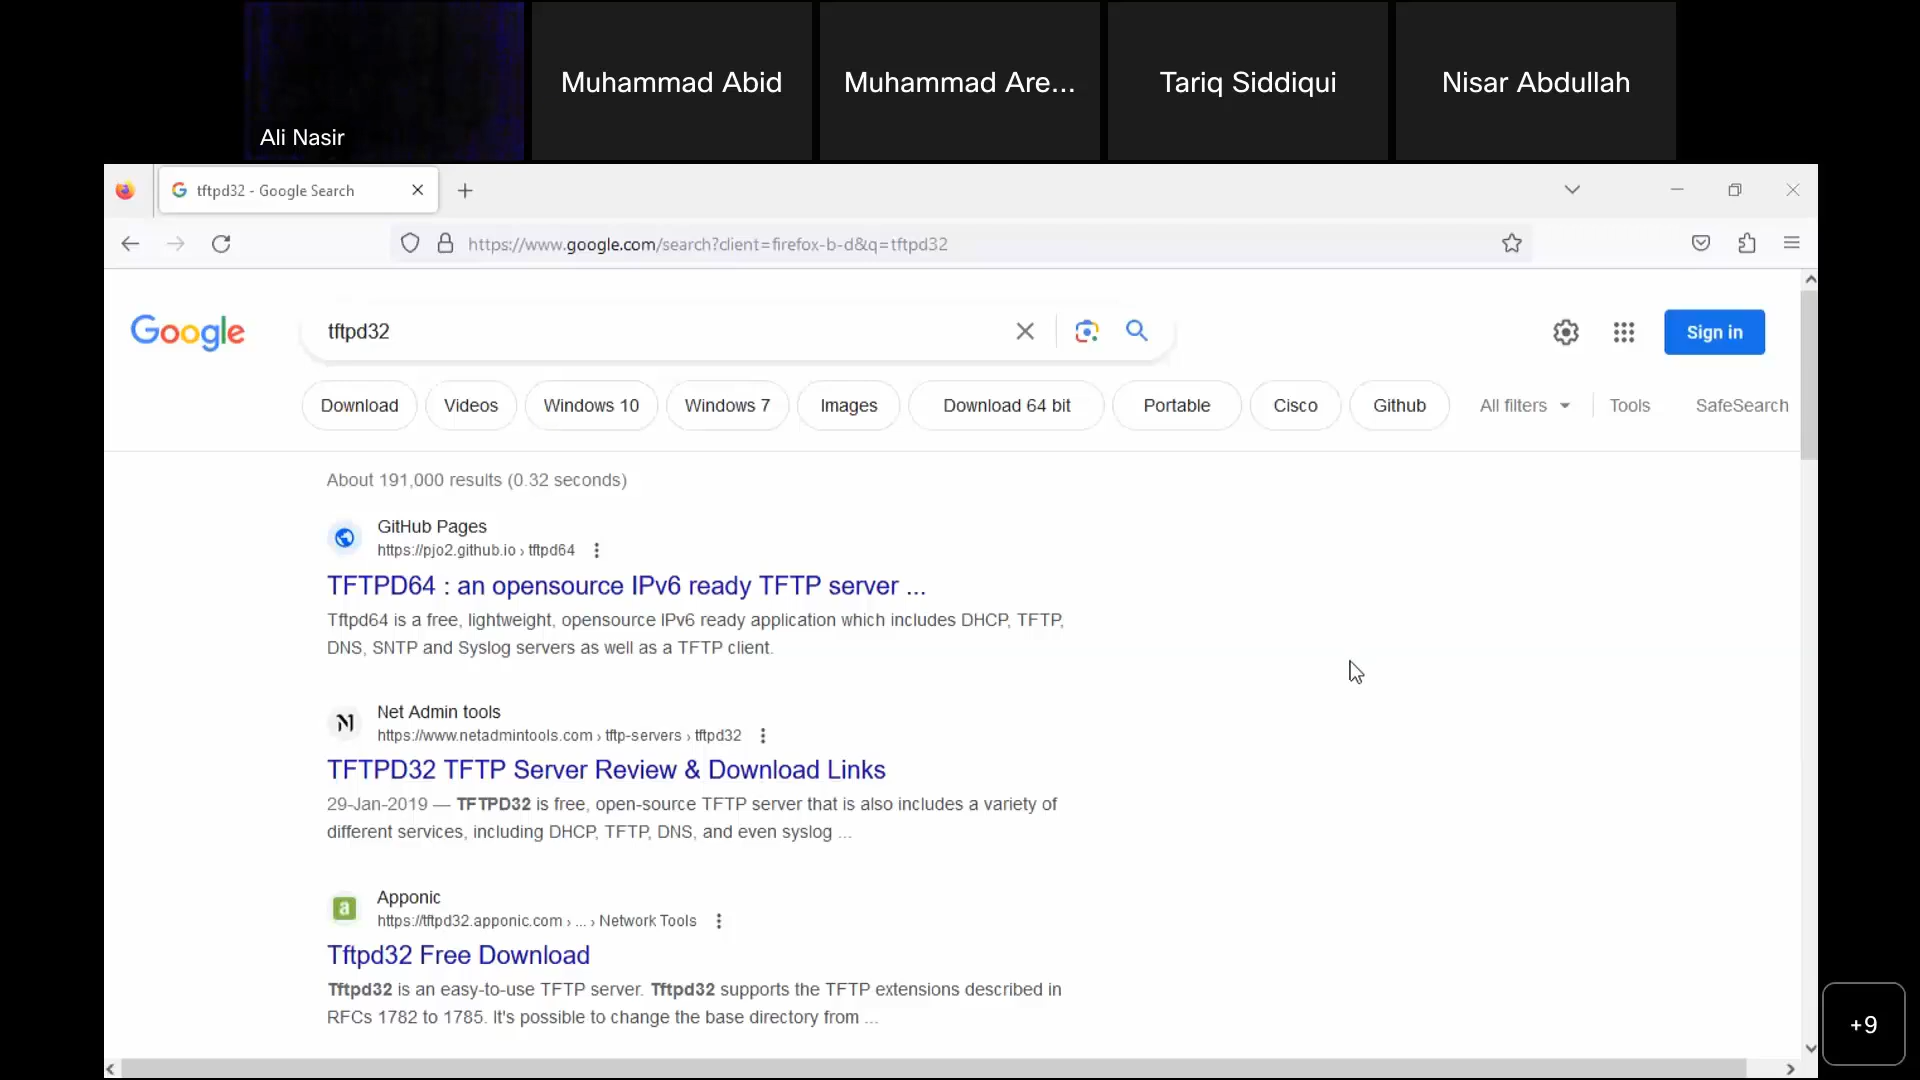 Ali Nasir
Muhammad Abid
Muhammad Are...
Tariq Siddiqui
Nisar Abdullah
tftpd32 - Google Search
https://www.google.com/search?client=firefox-b-d&q=tftpd32
Google
tftpd32
Sign in
Download
Videos
Windows 10
Windows 7
Images
Download 64 bit
Portable
Cisco
Github
All filters
Tools
SafeSearch
About 191,000 results (0.32 seconds)
GitHub Pages
https://pjo2.github.io › tftpd64
TFTPD64 : an opensource IPv6 ready TFTP server ...
Tftpd64 is a free, lightweight, opensource IPv6 ready application which includes DHCP, TFTP,
DNS, SNTP and Syslog servers as well as a TFTP client.
Net Admin tools
https://www.netadmintools.com › tftp-servers › tftpd32
TFTPD32 TFTP Server Review & Download Links
29-Jan-2019 — TFTPD32 is free, open-source TFTP server that is also includes a variety of
different services, including DHCP, TFTP, DNS, and even syslog ...
a
Apponic
https://tftpd32.apponic.com › ... › Network Tools
Tftpd32 Free Download
Tftpd32 is an easy-to-use TFTP server. Tftpd32 supports the TFTP extensions described in
RFCs 1782 to 1785. It's possible to change the base directory from ...
+9